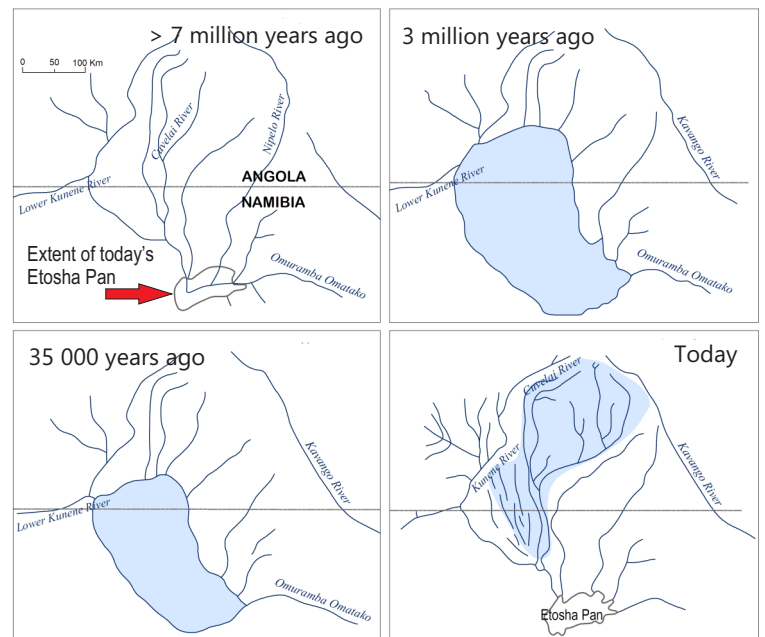 > 7 million years ago
0 50 100 Km
Cuvelai River
Nipelo River
ANGOLA
NAMIBIA
Lower Kunene River
Extent of today's
Etosha Pan
Omuramba Omatako
3 million years ago
Kavango River
Lower Kunene River
Omuramba Omatako
35 000 years ago
Kavango River
Lower Kunene River
Omuramba Omatako
Today
Cuvelai River
Kunene River
Kavango River
Etosha Pan